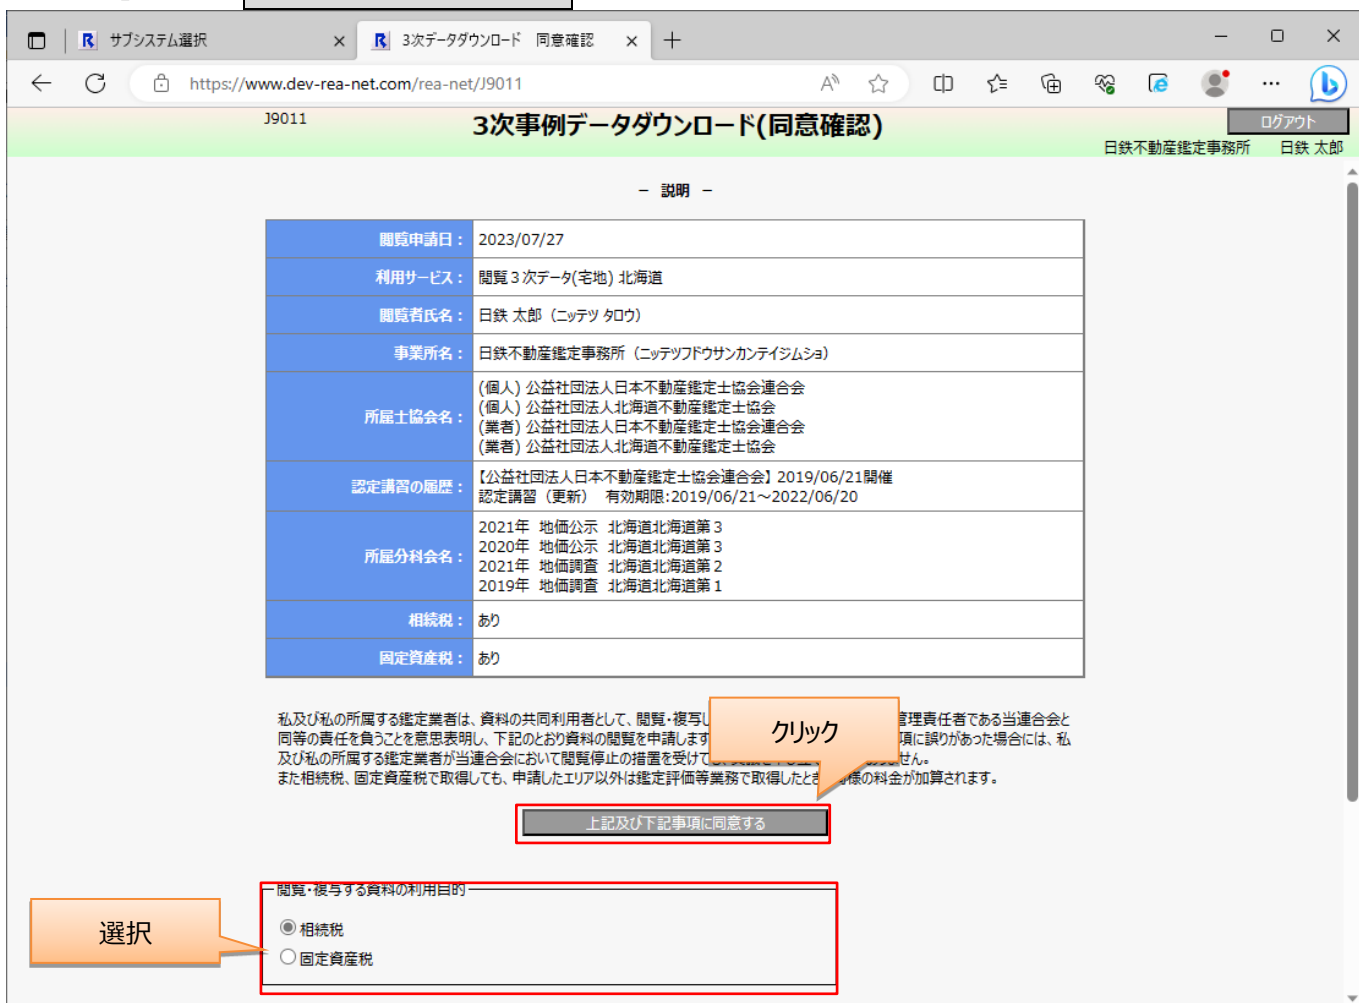 サブシステム選択
3次データダウンロード 同意確認
https://www.dev-rea-net.com/rea-net/J9011
J9011
3次事例データダウンロード(同意確認)
ログアウト
日鉄不動産鑑定事務所 日鉄 太郎
－ 説明 －
閲覧申請日： 2023/07/27
利用サービス： 閲覧３次データ(宅地) 北海道
閲覧者氏名： 日鉄 太郎（ニッテツ タロウ）
事業所名： 日鉄不動産鑑定事務所（ニッテツフドウサンカンテイジムショ）
所属士協会名：
(個人) 公益社団法人日本不動産鑑定士協会連合会
(個人) 公益社団法人北海道不動産鑑定士協会
(業者) 公益社団法人日本不動産鑑定士協会連合会
(業者) 公益社団法人北海道不動産鑑定士協会
認定講習の履歴：
【公益社団法人日本不動産鑑定士協会連合会】 2019/06/21開催
認定講習（更新） 有効期限:2019/06/21～2022/06/20
所属分科会名：
2021年 地価公示 北海道北海道第３
2020年 地価公示 北海道北海道第３
2021年 地価調査 北海道北海道第２
2019年 地価調査 北海道北海道第１
相続税： あり
固定資産税： あり
私及び私の所属する鑑定業者は、資料の共同利用者として、閲覧・複写し 管理責任者である当連合会と
同等の責任を負うことを意思表明し、下記のとおり資料の閲覧を申請します 項に誤りがあった場合には、私
及び私の所属する鑑定業者が当連合会において閲覧停止の措置を受けて せん。
また相続税、固定資産税で取得しても、申請したエリア以外は鑑定評価等業務で取得したとき 様の料金が加算されます。
クリック
上記及び下記事項に同意する
閲覧・複写する資料の利用目的
選択
相続税
固定資産税